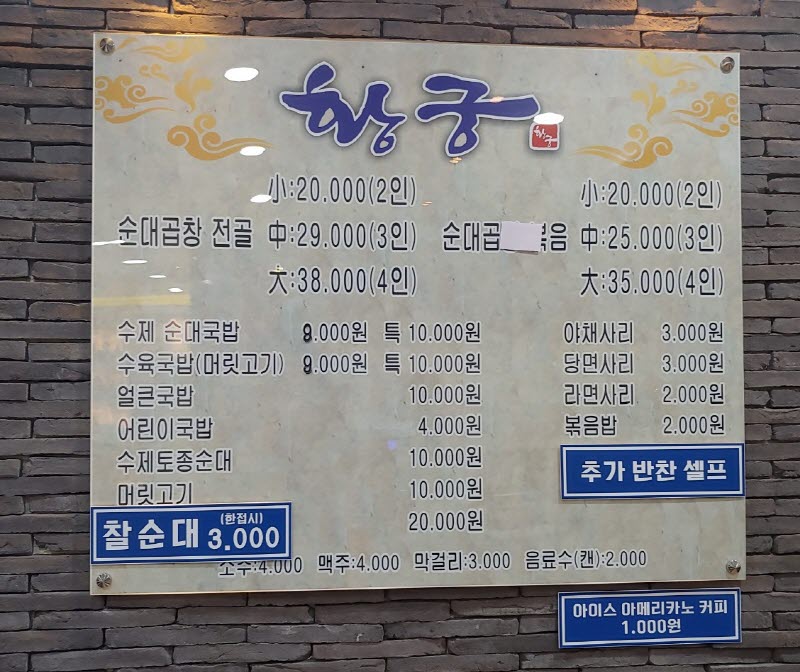 황궁
황궁
小:20.000(2인)
순대곱창 전골 中:29.000(3인)
大:38.000(4인)
小:20.000(2인)
순대곱 볶음 中:25.000(3인)
大:35.000(4인)
수제 순대국밥 9.000원 특 10.000원
수육국밥(머릿고기) 9.000원 특 10.000원
얼큰국밥 10.000원
어린이국밥 4.000원
수제토종순대 10.000원
머릿고기 10.000원
20.000원
야채사리 3.000원
당면사리 3.000원
라면사리 2.000원
볶음밥 2.000원
추가 반찬 셀프
찰순대 (한접시) 3.000
소주:4.000 맥주:4.000 막걸리:3.000 음료수(캔):2.000
아이스 아메리카노 커피
1.000원